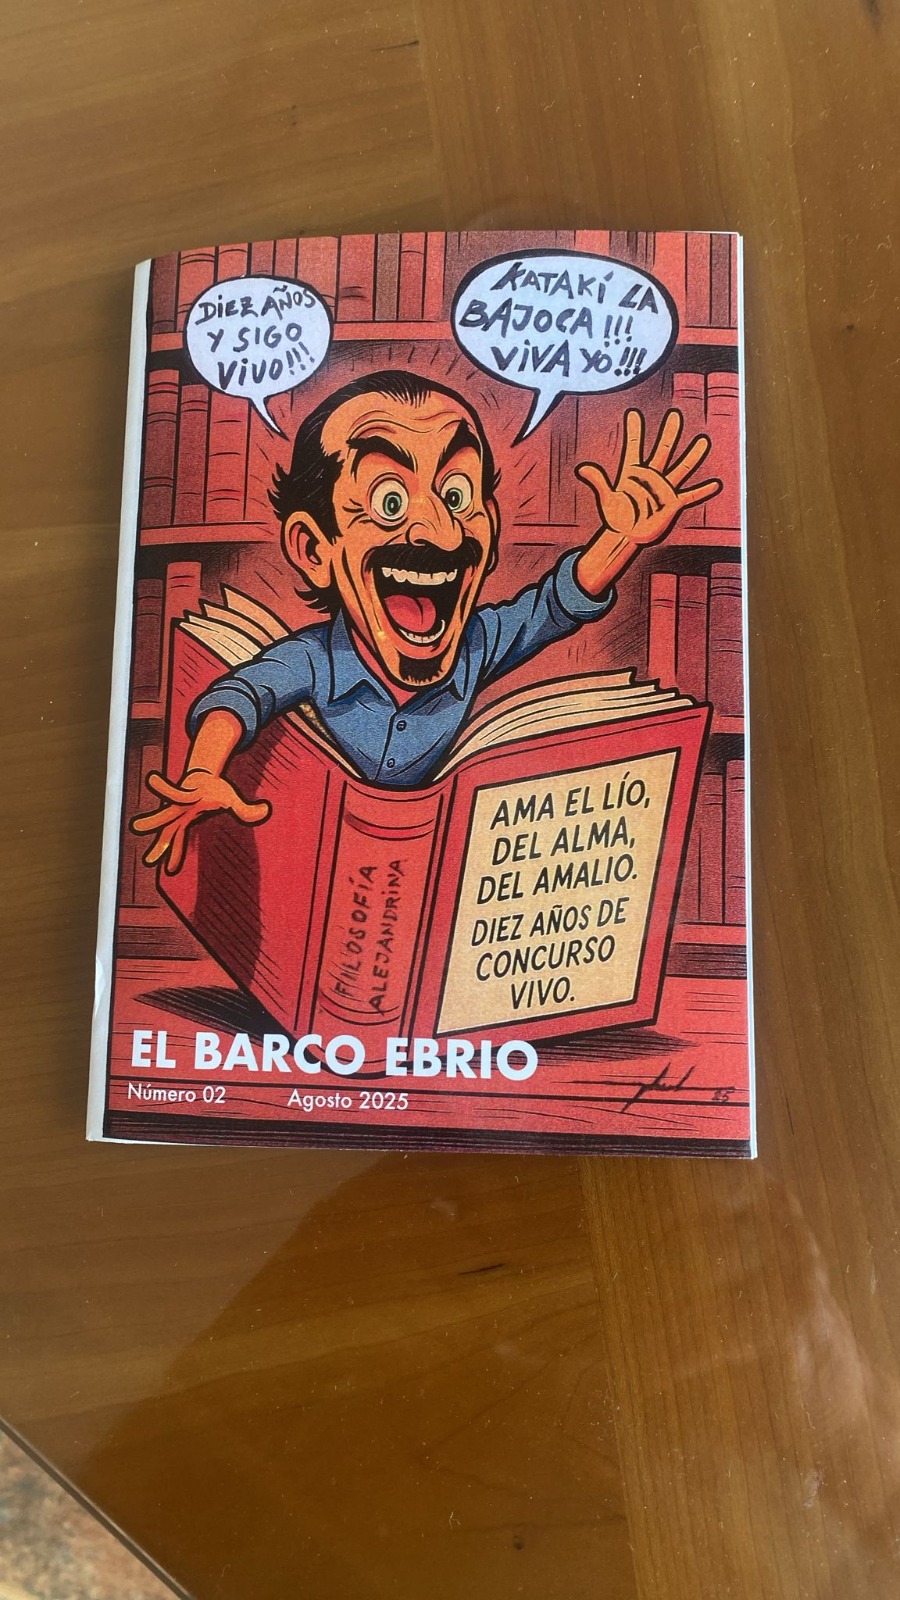 DIEZ AÑOS
Y SIGO
VIVO!!!
KATAKÍ LA
BAJOCA!!!
VIVA YO!!!
AMA EL LÍO,
DEL ALMA,
DEL AMALIO.
DIEZ AÑOS DE
CONCURSO
VIVO.
FILOSOFÍA
ALEJANDRINA
EL BARCO EBRIO
Número 02 Agosto 2025
25